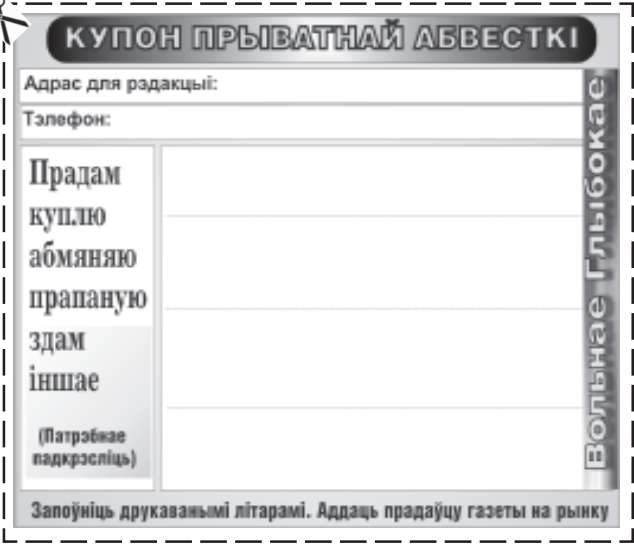 КУПОН ПРЫВАТНАЙ АБВЕСТКІ
Адрас для рэдакцыі:
Тэлефон:
Прадам
куплю
абмяняю
прапаную
здам
іншае
(Патрэбнае
падкрэсліць)
Вольнае Глыбокае
Запоўніць друкаванымі літарамі. Аддаць прадаўцу газеты на рынку